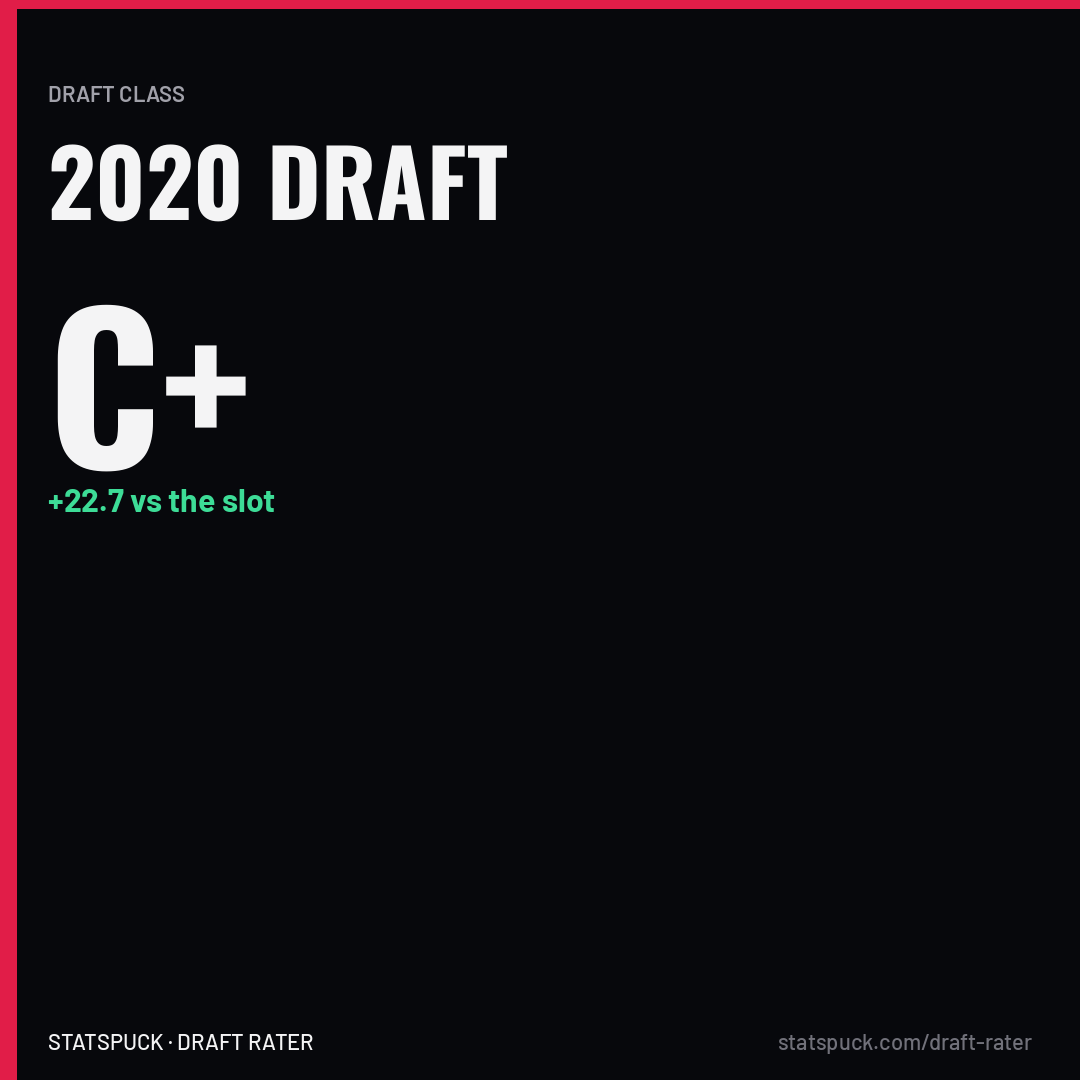 DRAFT CLASS
2020 DRAFT
C+
+22.7 vs the slot
STATSPUCK · DRAFT RATER
statspuck.com/draft-rater